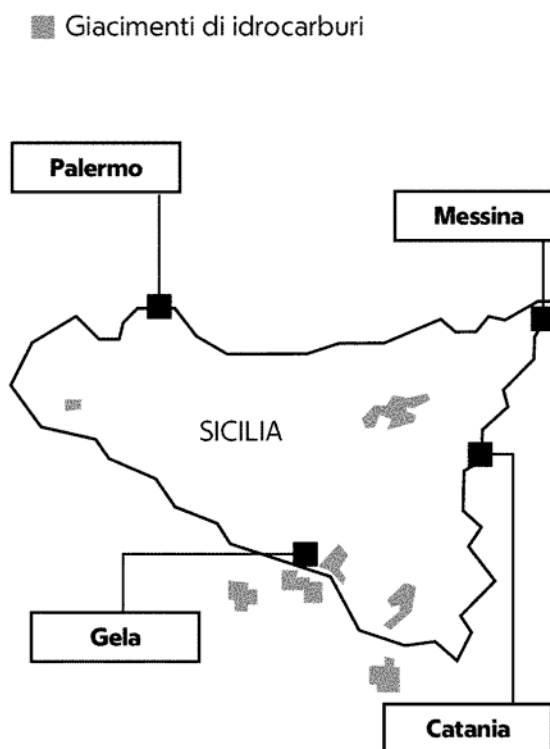 Giacimenti di idrocarburi
Palermo
Messina
SICILIA
Gela
Catania